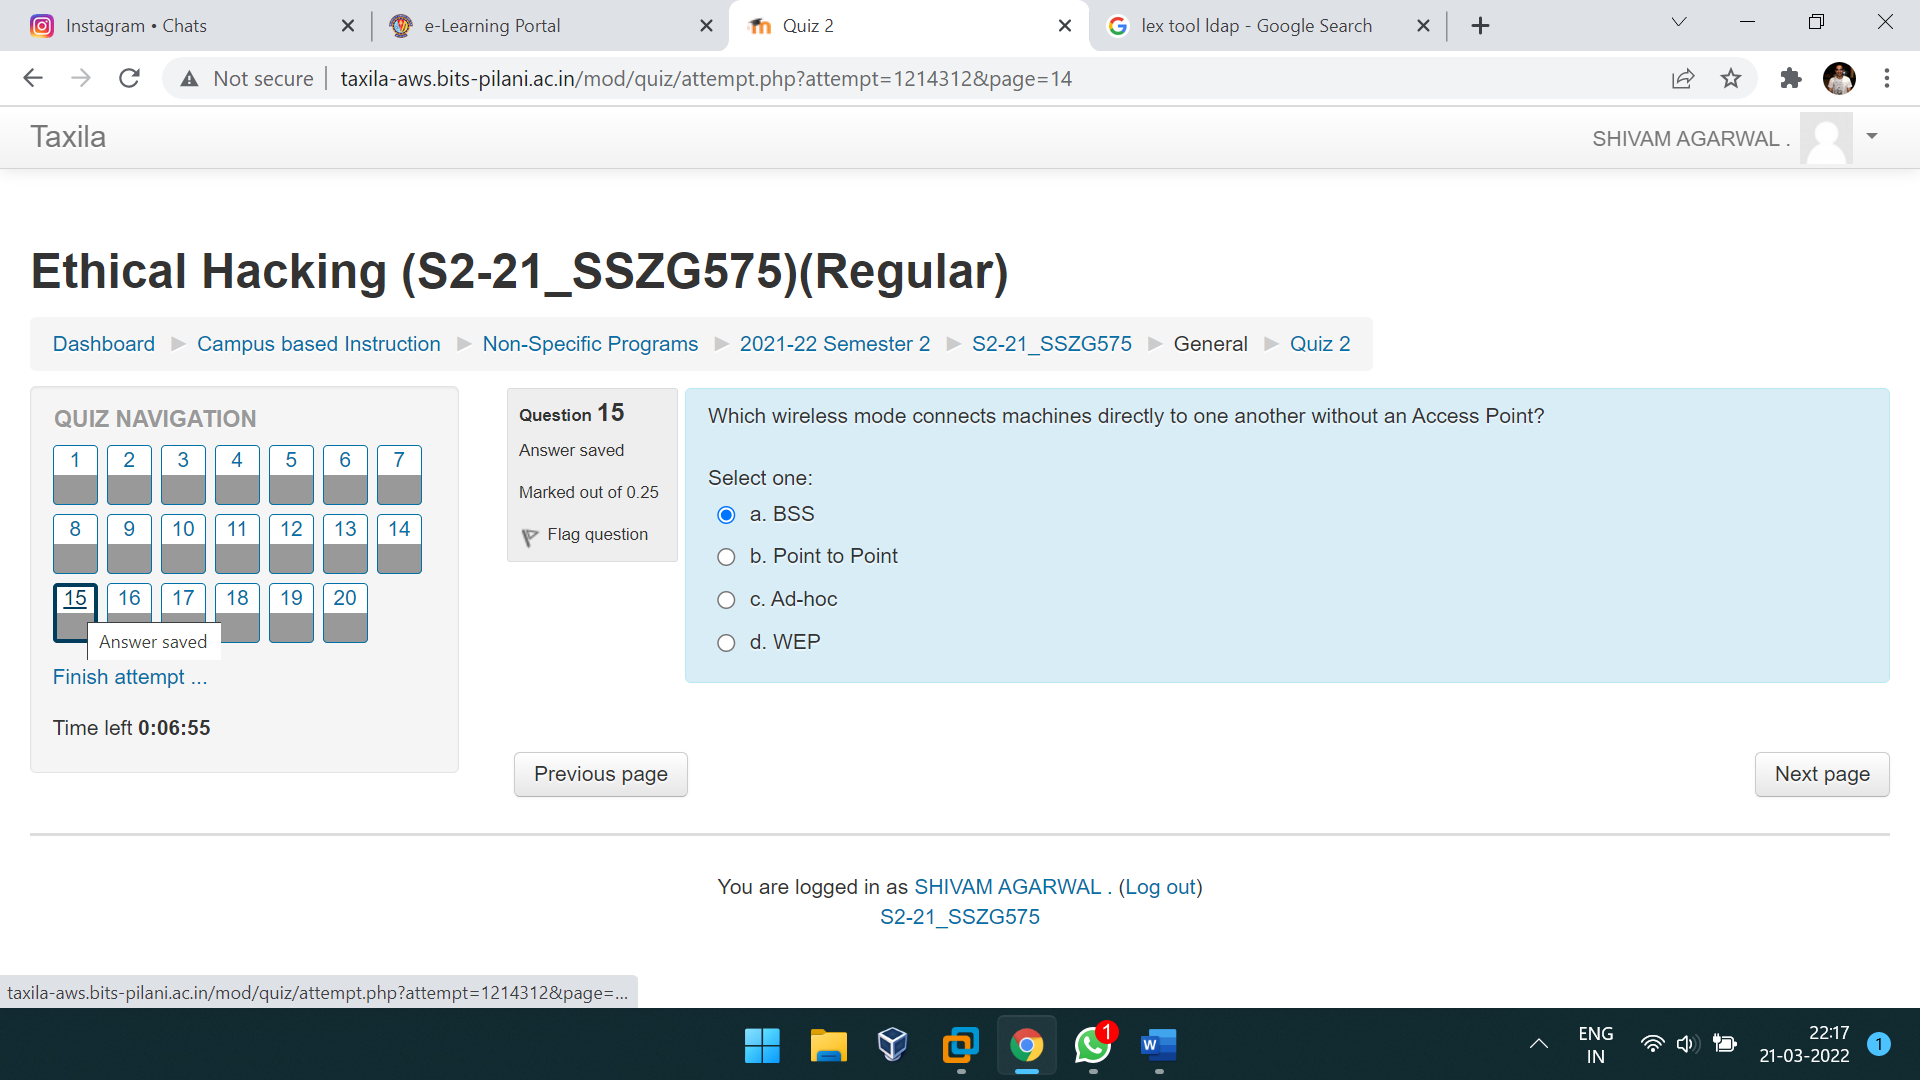 Instagram • Chats
e-Learning Portal
Quiz 2
lex tool ldap - Google Search
Not secure
taxila-aws.bits-pilani.ac.in/mod/quiz/attempt.php?attempt=1214312&page=14
Taxila
SHIVAM AGARWAL .
Ethical Hacking (S2-21_SSZG575)(Regular)
Dashboard ► Campus based Instruction ► Non-Specific Programs ► 2021-22 Semester 2 ► S2-21_SSZG575 ► General ► Quiz 2
QUIZ NAVIGATION
1 2 3 4 5 6 7
8 9 10 11 12 13 14
15 16 17 18 19 20
Answer saved
Finish attempt ...
Time left 0:06:55
Question 15
Answer saved
Marked out of 0.25
Flag question
Which wireless mode connects machines directly to one another without an Access Point?
Select one:
a. BSS
b. Point to Point
c. Ad-hoc
d. WEP
Previous page
Next page
You are logged in as SHIVAM AGARWAL . (Log out)
S2-21_SSZG575
taxila-aws.bits-pilani.ac.in/mod/quiz/attempt.php?attempt=1214312&page=...
1
W
ENG
IN
22:17
21-03-2022
1